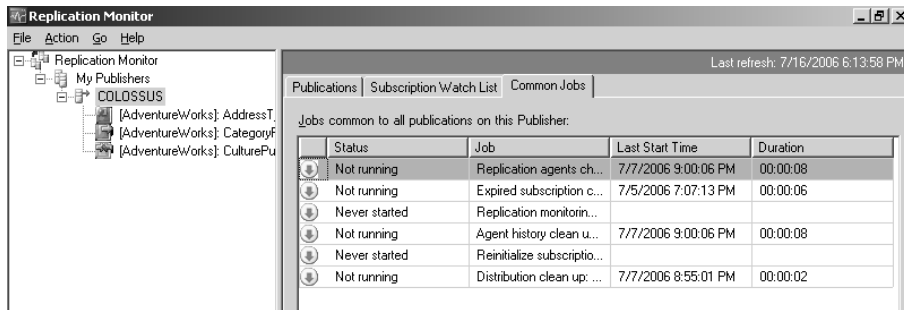 Replication Monitor
File Action Go Help
Replication Monitor
My Publishers
COLOSSUS
[AdventureWorks]: AddressT
[AdventureWorks]: CategoryF
[AdventureWorks]: CulturePu
Last refresh: 7/16/2006 6:13:58 PM
Publications Subscription Watch List Common Jobs
Jobs common to all publications on this Publisher:
Status Job Last Start Time Duration
Not running Replication agents ch... 7/7/2006 9:00:06 PM 00:00:08
Not running Expired subscription c... 7/5/2006 7:07:13 PM 00:00:06
Never started Replication monitorin...
Not running Agent history clean u... 7/7/2006 9:00:06 PM 00:00:08
Never started Reinitialize subscriptio...
Not running Distribution clean up: ... 7/7/2006 8:55:01 PM 00:00:02